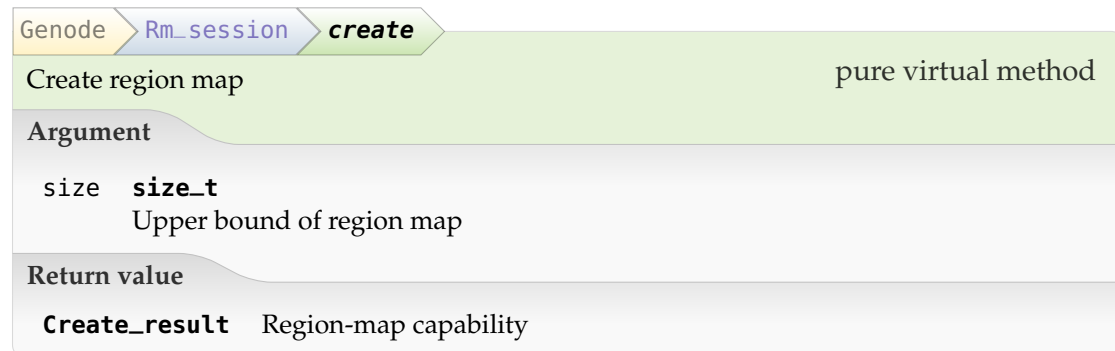 Genode Rm_session create
Create region map pure virtual method
Argument
size size_t
Upper bound of region map
Return value
Create_result Region-map capability